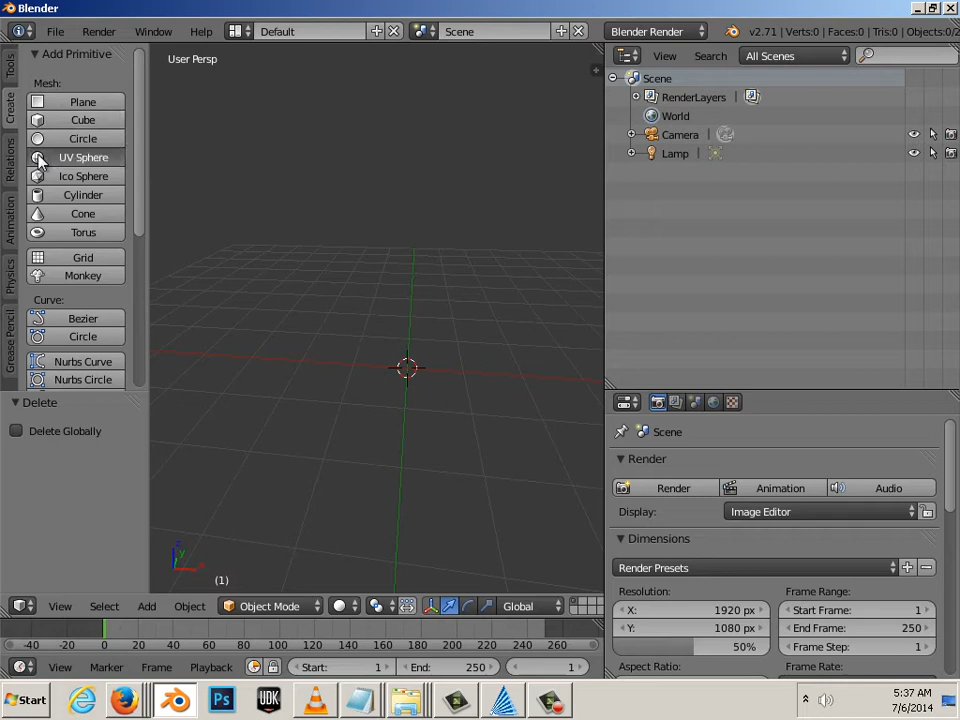 Blender
File Render Window Help Default Scene Blender Render v2.71 | Verts:0 | Faces:0 | Tris:0 | Objects:0/2
Tools
Create
Relations
Animation
Physics
Grease Pencil
Add Primitive
Mesh:
Plane
Cube
Circle
UV Sphere
Ico Sphere
Cylinder
Cone
Torus
Grid
Monkey
Curve:
Bezier
Circle
Nurbs Curve
Nurbs Circle
Delete
Delete Globally
User Persp
z
y
x
(1)
View Select Add Object Object Mode Global
-40 -20 0 20 40 60 80 100 120 140 160 180 200 220 240 260 280
View Marker Frame Playback Start: 1 End: 250 1
View Search All Scenes
Scene
RenderLayers
World
Camera
Lamp
Scene
Render
Render Animation Audio
Display: Image Editor
Dimensions
Render Presets
Resolution: Frame Range:
X: 1920 px Start Frame: 1
Y: 1080 px End Frame: 250
50% Frame Step: 1
Aspect Ratio: Frame Rate:
Start Ps UDK 5:37 AM
7/6/2014